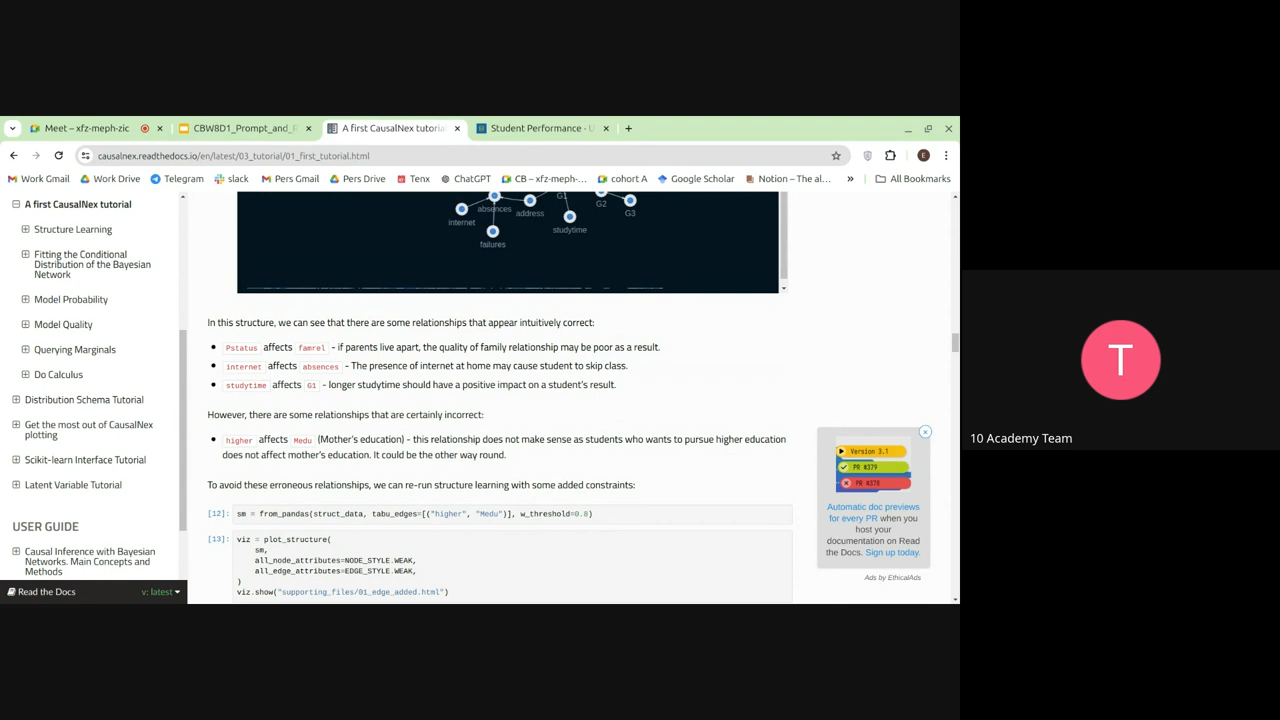 Meet – xfz-meph-zic
CBW8D1_Prompt_and_
A first CausalNex tutoria
Student Performance - U
causalnex.readthedocs.io/en/latest/03_tutorial/01_first_tutorial.html
E
Work Gmail
Work Drive
Telegram
slack
Pers Gmail
Pers Drive
Tenx
ChatGPT
CB – xfz-meph-...
cohort A
Google Scholar
Notion – The al...
All Bookmarks
A first CausalNex tutorial
Structure Learning
Fitting the Conditional
Distribution of the Bayesian
Network
Model Probability
Model Quality
Querying Marginals
Do Calculus
Distribution Schema Tutorial
Get the most out of CausalNex
plotting
Scikit-learn Interface Tutorial
Latent Variable Tutorial
USER GUIDE
Causal Inference with Bayesian
Networks. Main Concepts and
Methods
Read the Docs
v: latest
internet
absences
address
G1
G2
G3
studytime
failures
In this structure, we can see that there are some relationships that appear intuitively correct:
Pstatus affects famrel - if parents live apart, the quality of family relationship may be poor as a result.
internet affects absences - The presence of internet at home may cause student to skip class.
studytime affects G1 - longer studytime should have a positive impact on a student's result.
However, there are some relationships that are certainly incorrect:
higher affects Medu (Mother's education) - this relationship does not make sense as students who wants to pursue higher education
does not affect mother's education. It could be the other way round.
To avoid these erroneous relationships, we can re-run structure learning with some added constraints:
[12]: sm = from_pandas(struct_data, tabu_edges=[("higher", "Medu")], w_threshold=0.8)
[13]: viz = plot_structure(
sm,
all_node_attributes=NODE_STYLE.WEAK,
all_edge_attributes=EDGE_STYLE.WEAK,
)
viz.show("supporting_files/01_edge_added.html")
Version 3.1
PR #379
PR #378
Automatic doc previews
for every PR when you
host your
documentation on Read
the Docs. Sign up today.
Ads by EthicalAds
T
10 Academy Team